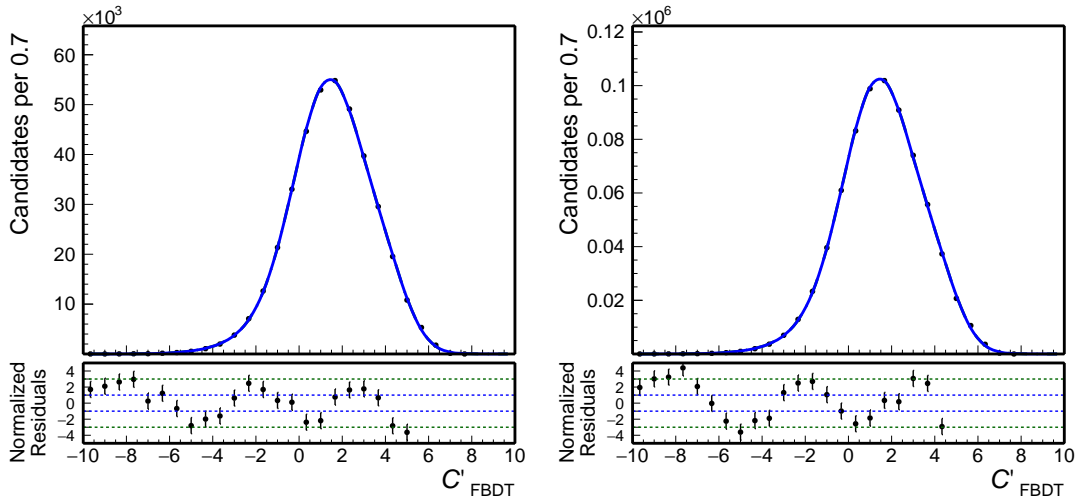 ×10³
Candidates per 0.7
60
50
40
30
20
10
Normalized
Residuals
4
2
0
−2
−4
−10 −8 −6 −4 −2 0 2 4 6 8 10
C'FBDT
×10⁶
Candidates per 0.7
0.12
0.1
0.08
0.06
0.04
0.02
Normalized
Residuals
4
2
0
−2
−4
−10 −8 −6 −4 −2 0 2 4 6 8 10
C'FBDT